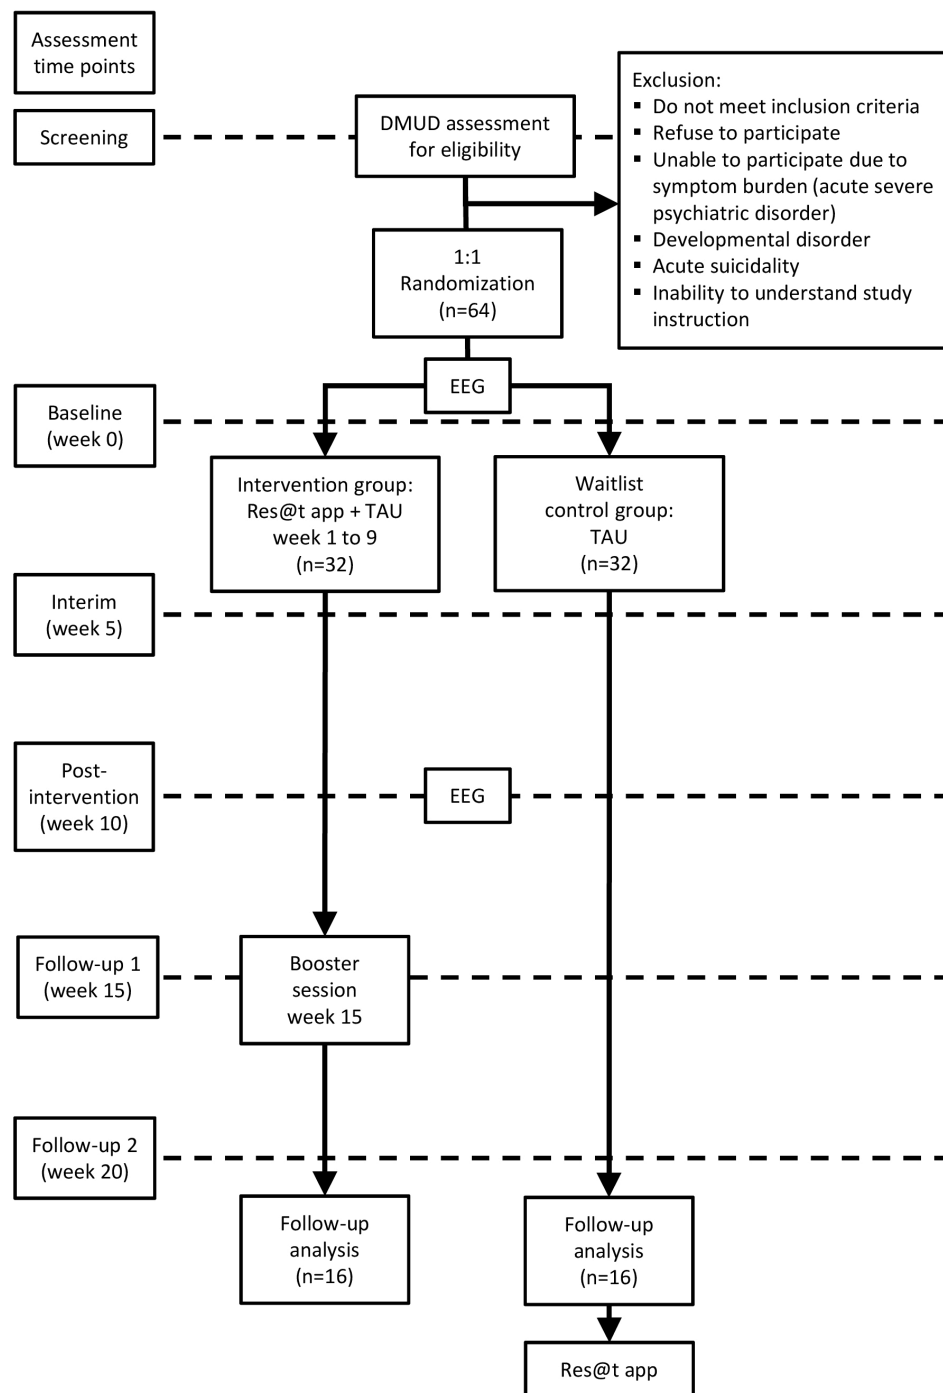 Assessment
time points
Screening
DMUD assessment
for eligibility
Exclusion:
▪ Do not meet inclusion criteria
▪ Refuse to participate
▪ Unable to participate due to
symptom burden (acute severe
psychiatric disorder)
▪ Developmental disorder
▪ Acute suicidality
▪ Inability to understand study
instruction
1:1
Randomization
(n=64)
EEG
Baseline
(week 0)
Intervention group:
Res@t app + TAU
week 1 to 9
(n=32)
Waitlist
control group:
TAU
(n=32)
Interim
(week 5)
Post-
intervention
(week 10)
EEG
Follow-up 1
(week 15)
Booster
session
week 15
Follow-up 2
(week 20)
Follow-up
analysis
(n=16)
Follow-up
analysis
(n=16)
Res@t app